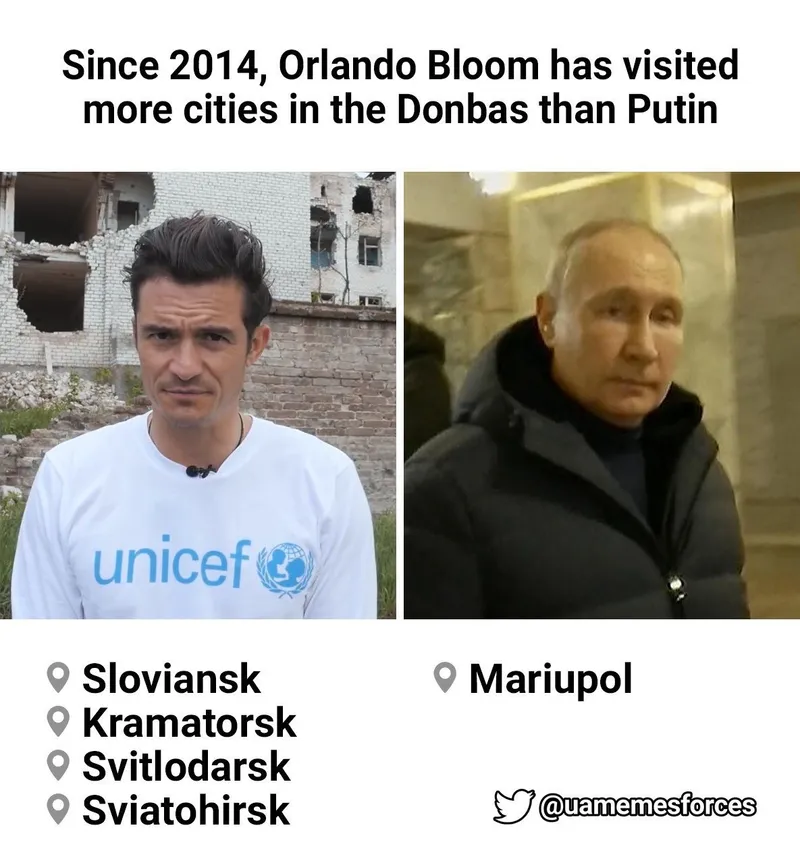 Since 2014, Orlando Bloom has visited
more cities in the Donbas than Putin
unicef
Sloviansk
Kramatorsk
Svitlodarsk
Sviatohirsk
Mariupol
@uamemesforces